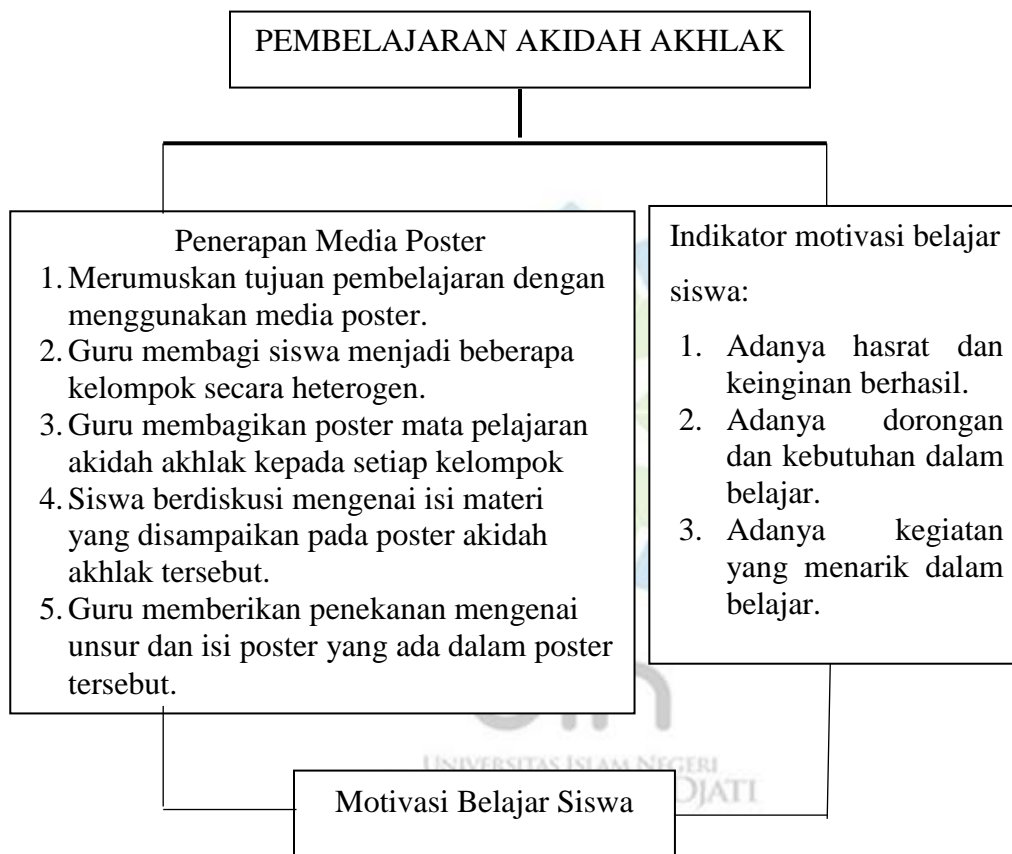 PEMBELAJARAN AKIDAH AKHLAK
Penerapan Media Poster
1. Merumuskan tujuan pembelajaran dengan
menggunakan media poster.
2. Guru membagi siswa menjadi beberapa
kelompok secara heterogen.
3. Guru membagikan poster mata pelajaran
akidah akhlak kepada setiap kelompok
4. Siswa berdiskusi mengenai isi materi
yang disampaikan pada poster akidah
akhlak tersebut.
5. Guru memberikan penekanan mengenai
unsur dan isi poster yang ada dalam poster
tersebut.
Indikator motivasi belajar
siswa:
1. Adanya hasrat dan
keinginan berhasil.
2. Adanya dorongan
dan kebutuhan dalam
belajar.
3. Adanya kegiatan
yang menarik dalam
belajar.
UNIVERSITAS ISLAM NEGERI
Motivasi Belajar Siswa